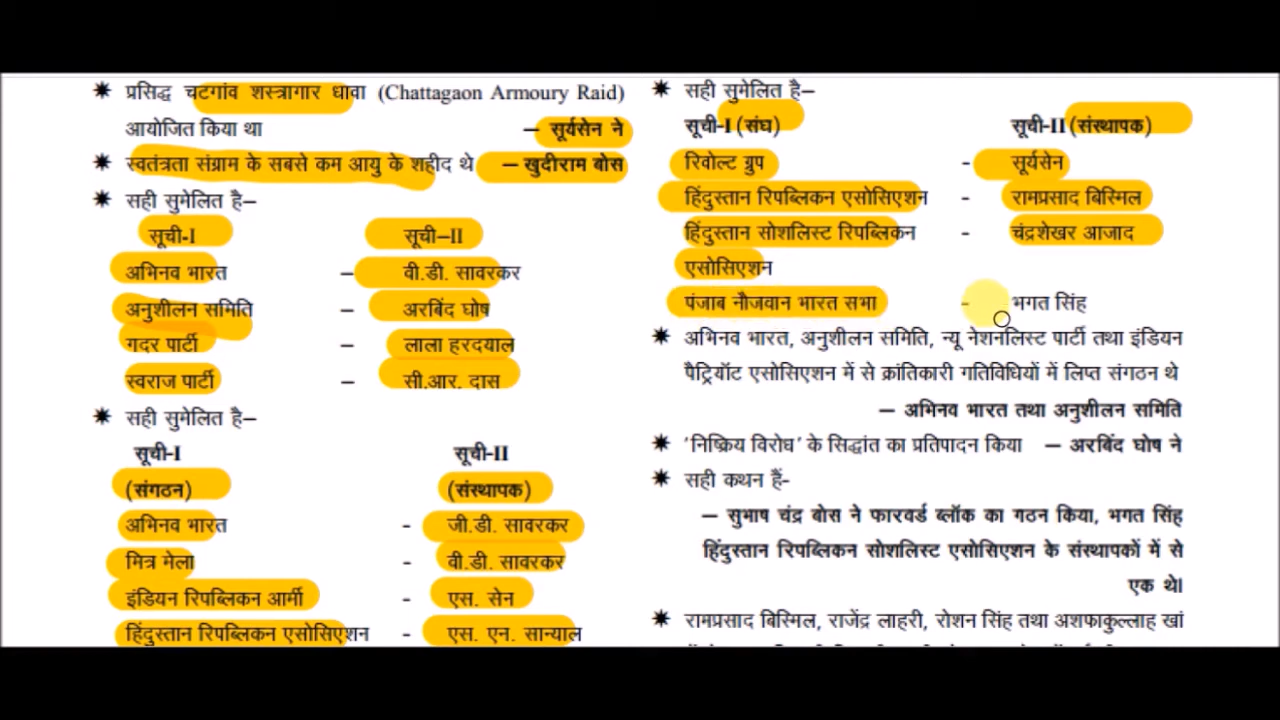 ✷ प्रसिद्ध चटगांव शस्त्रागार धावा (Chattagaon Armoury Raid)
आयोजित किया था – सूर्यसेन ने
✷ स्वतंत्रता संग्राम के सबसे कम आयु के शहीद थे – खुदीराम बोस
✷ सही सुमेलित है–
सूची-I सूची–II
अभिनव भारत – वी.डी. सावरकर
अनुशीलन समिति – अरबिंद घोष
गदर पार्टी – लाला हरदयाल
स्वराज पार्टी – सी.आर. दास
✷ सही सुमेलित है–
सूची-I सूची-II
(संगठन) (संस्थापक)
अभिनव भारत - जी.डी. सावरकर
मित्र मेला - वी.डी. सावरकर
इंडियन रिपब्लिकन आर्मी - एस. सेन
हिंदुस्तान रिपब्लिकन एसोसिएशन - एस. एन. सान्याल
✷ सही सुमेलित है–
सूची-I (संघ) सूची-II (संस्थापक)
रिवोल्ट ग्रुप - सूर्यसेन
हिंदुस्तान रिपब्लिकन एसोसिएशन - रामप्रसाद बिस्मिल
हिंदुस्तान सोशलिस्ट रिपब्लिकन - चंद्रशेखर आजाद
एसोसिएशन
पंजाब नौजवान भारत सभा - भगत सिंह
✷ अभिनव भारत, अनुशीलन समिति, न्यू नेशनलिस्ट पार्टी तथा इंडियन
पैट्रियॉट एसोसिएशन में से क्रांतिकारी गतिविधियों में लिप्त संगठन थे
– अभिनव भारत तथा अनुशीलन समिति
✷ 'निष्क्रिय विरोध' के सिद्धांत का प्रतिपादन किया – अरबिंद घोष ने
✷ सही कथन हैं-
– सुभाष चंद्र बोस ने फारवर्ड ब्लॉक का गठन किया, भगत सिंह
हिंदुस्तान रिपब्लिकन सोशलिस्ट एसोसिएशन के संस्थापकों में से
एक थे।
✷ रामप्रसाद बिस्मिल, राजेंद्र लाहरी, रोशन सिंह तथा अशफाकुल्लाह खां